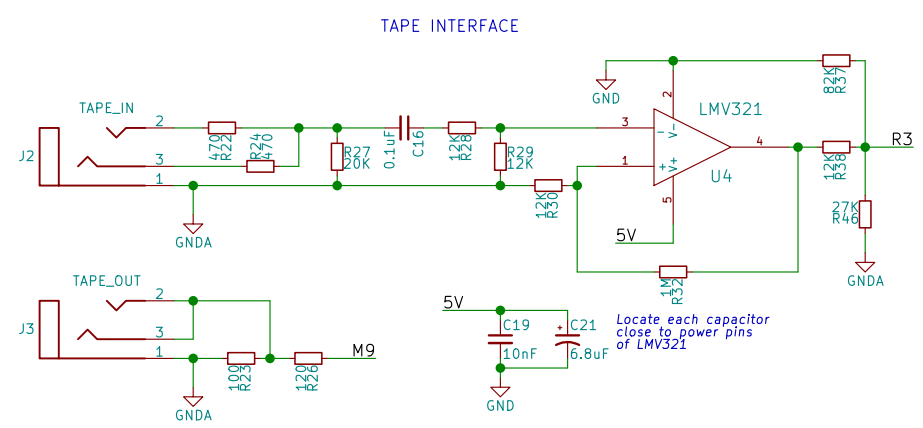 TAPE INTERFACE
TAPE_IN
J2
2
3
1
470
R22
R24
470
R27
20K
0.1uF
C16
12K
R28
R29
12K
12K
R30
GNDA
GND
2
V-
LMV321
3
1
4
+
V+
5
U4
5V
82K
R37
12K
R38
R3
27K
R46
GNDA
1M
R32
TAPE_OUT
J3
2
3
1
100
R23
120
R26
M9
GNDA
5V
C19
10nF
+
C21
6.8uF
GND
Locate each capacitor
close to power pins
of LMV321